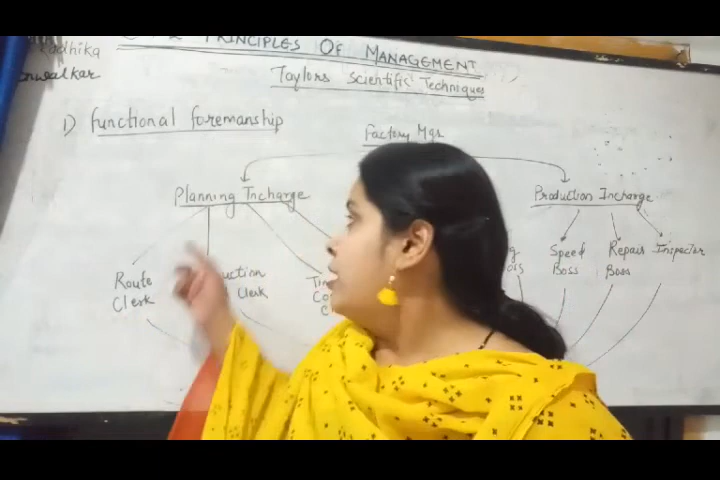 PRINCIPLES OF MANAGEMENT
Radhika
Taylors Scientific Techniques
1) functional foremanship
Factory Mgr.
Planning Incharge
Production Incharge
Route
Clerk
Clerk
Speed
Boss
Repair
Boss
Inspector